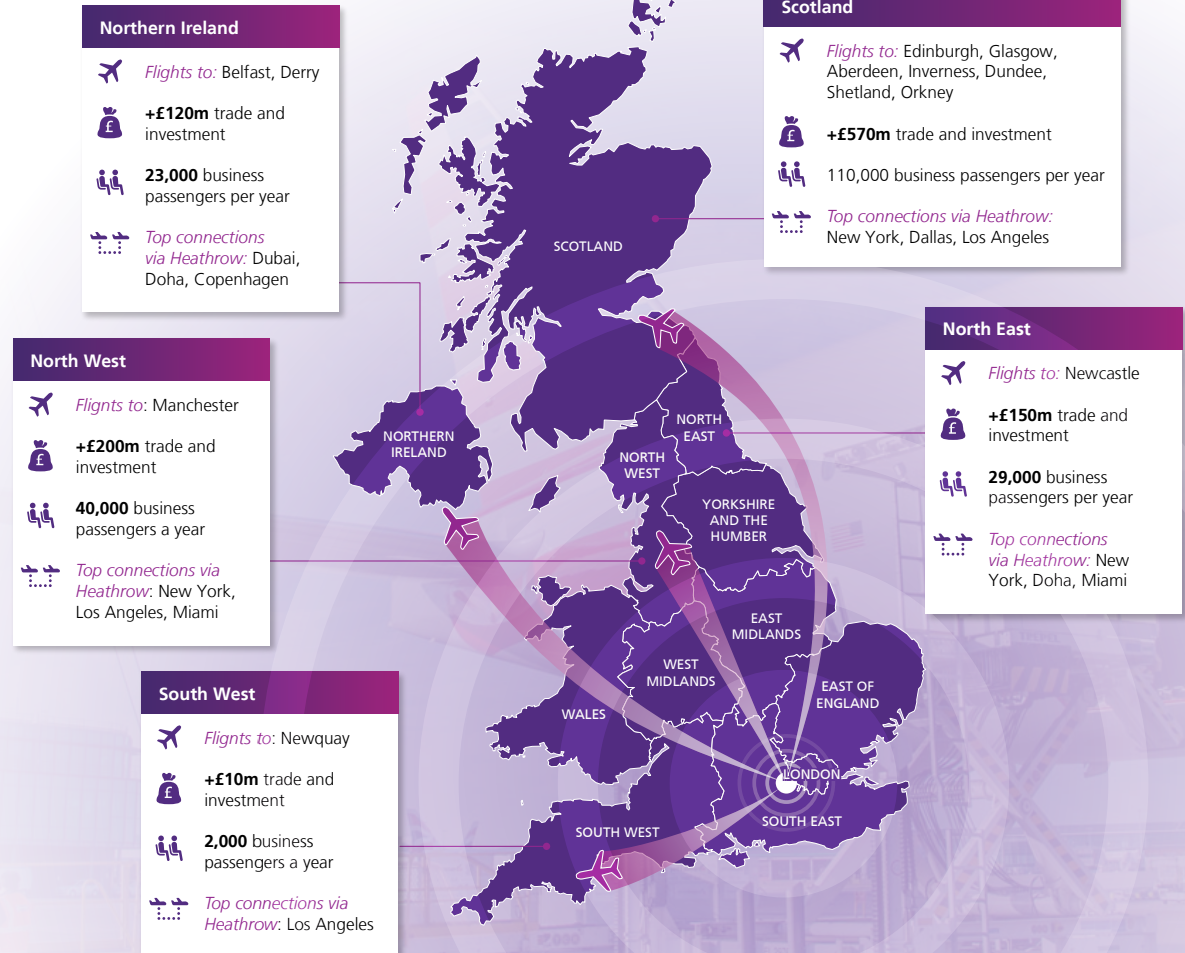 Northern Ireland
Flights to: Belfast, Derry
+£120m trade and
investment
23,000 business
passengers per year
Top connections
via Heathrow: Dubai,
Doha, Copenhagen
Scotland
Flights to: Edinburgh, Glasgow,
Aberdeen, Inverness, Dundee,
Shetland, Orkney
+£570m trade and investment
110,000 business passengers per year
Top connections via Heathrow:
New York, Dallas, Los Angeles
North West
Flignts to: Manchester
+£200m trade and
investment
40,000 business
passengers a year
Top connections via
Heathrow: New York,
Los Angeles, Miami
North East
Flights to: Newcastle
+£150m trade and
investment
29,000 business
passengers per year
Top connections
via Heathrow: New
York, Doha, Miami
South West
Flignts to: Newquay
+£10m trade and
investment
2,000 business
passengers a year
Top connections via
Heathrow: Los Angeles
SCOTLAND
NORTHERN
IRELAND
NORTH
EAST
NORTH
WEST
YORKSHIRE
AND THE
HUMBER
EAST
MIDLANDS
WEST
MIDLANDS
EAST OF
ENGLAND
WALES
LONDON
SOUTH EAST
SOUTH WEST